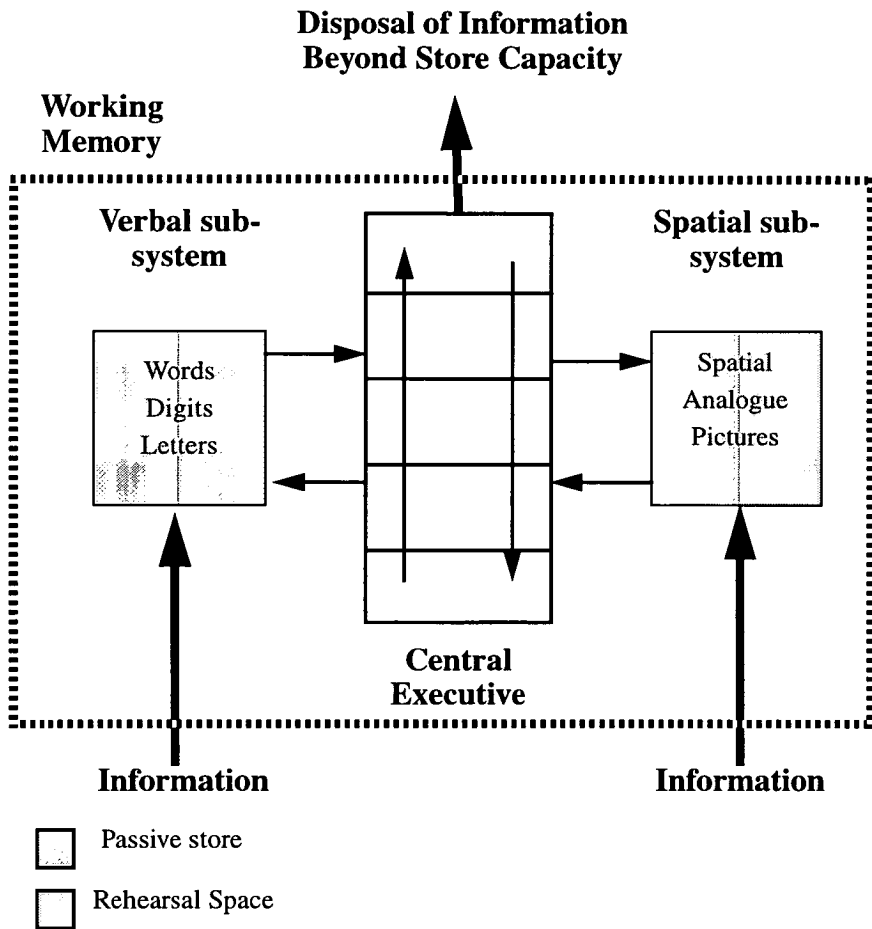 Disposal of Information
Beyond Store Capacity
Working
Memory
Verbal sub-
system
Spatial sub-
system
Words
Digits
Letters
Spatial
Analogue
Pictures
Central
Executive
Information
Information
Passive store
Rehearsal Space